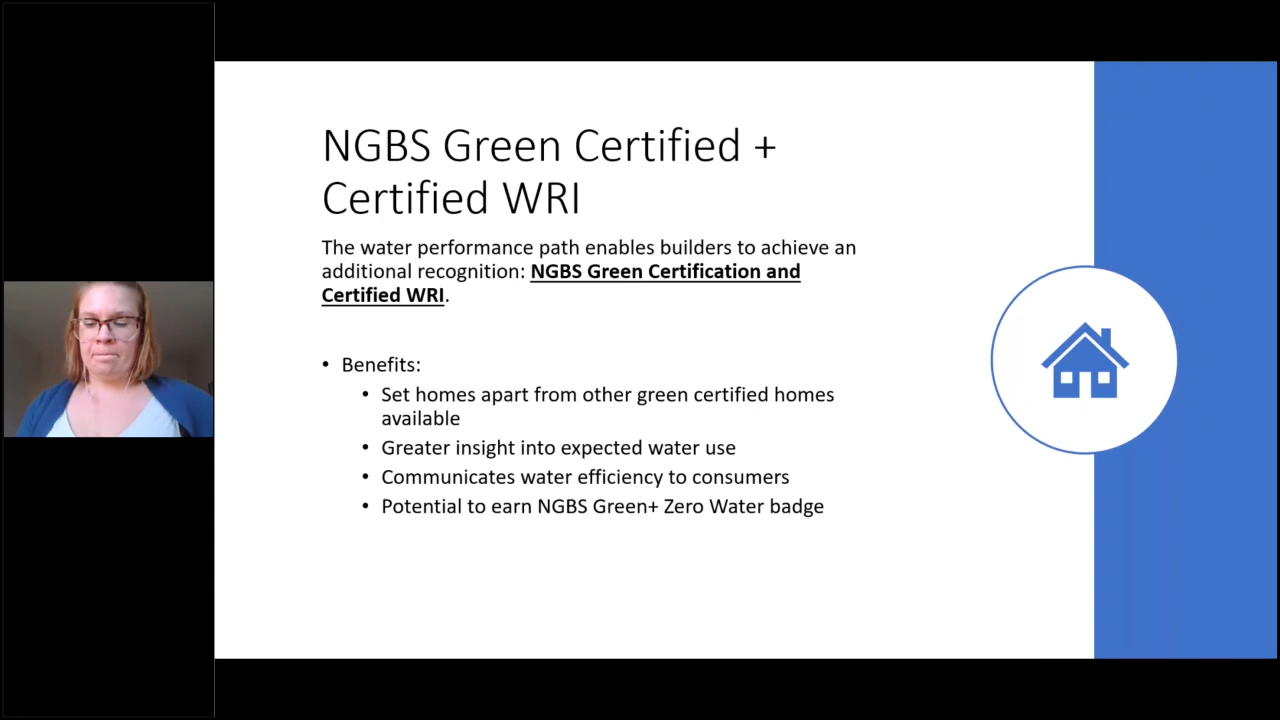 NGBS Green Certified +
Certified WRI
The water performance path enables builders to achieve an
additional recognition: NGBS Green Certification and
Certified WRI.
• Benefits:
• Set homes apart from other green certified homes
available
• Greater insight into expected water use
• Communicates water efficiency to consumers
• Potential to earn NGBS Green+ Zero Water badge